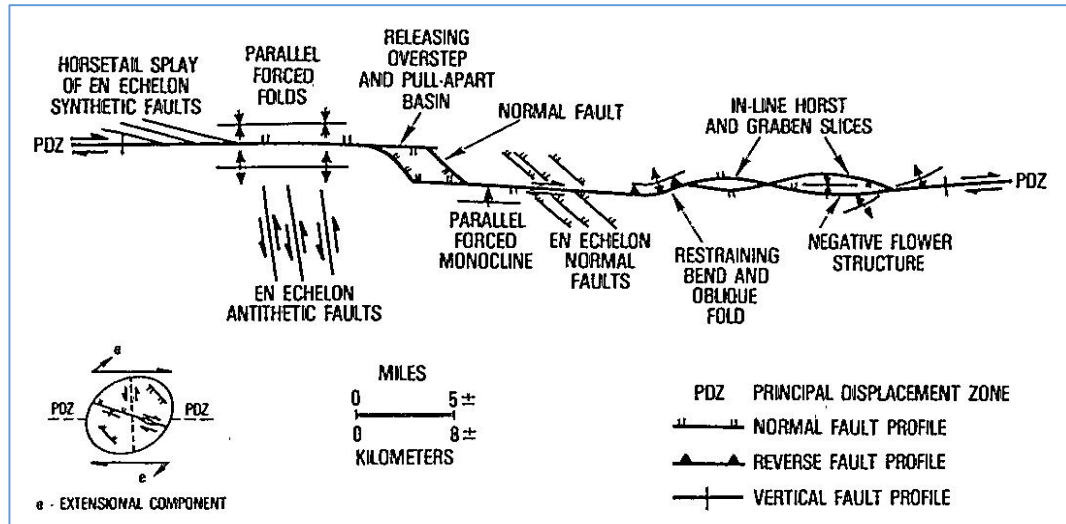 HORSETAIL SPLAY
OF EN ECHELON
SYNTHETIC FAULTS
PARALLEL
FORCED
FOLDS
RELEASING
OVERSTEP
AND PULL-APART
BASIN
NORMAL FAULT
IN-LINE HORST
AND GRABEN SLICES
PDZ
PDZ
EN ECHELON
ANTITHETIC FAULTS
PARALLEL
FORCED
MONOCLINE
EN ECHELON
NORMAL
FAULTS
RESTRAINING
BEND AND
OBLIQUE
FOLD
NEGATIVE FLOWER
STRUCTURE
e
PDZ
PDZ
e
e - EXTENSIONAL COMPONENT
MILES
0 5 ±
0 8 ±
KILOMETERS
PDZ PRINCIPAL DISPLACEMENT ZONE
NORMAL FAULT PROFILE
REVERSE FAULT PROFILE
VERTICAL FAULT PROFILE